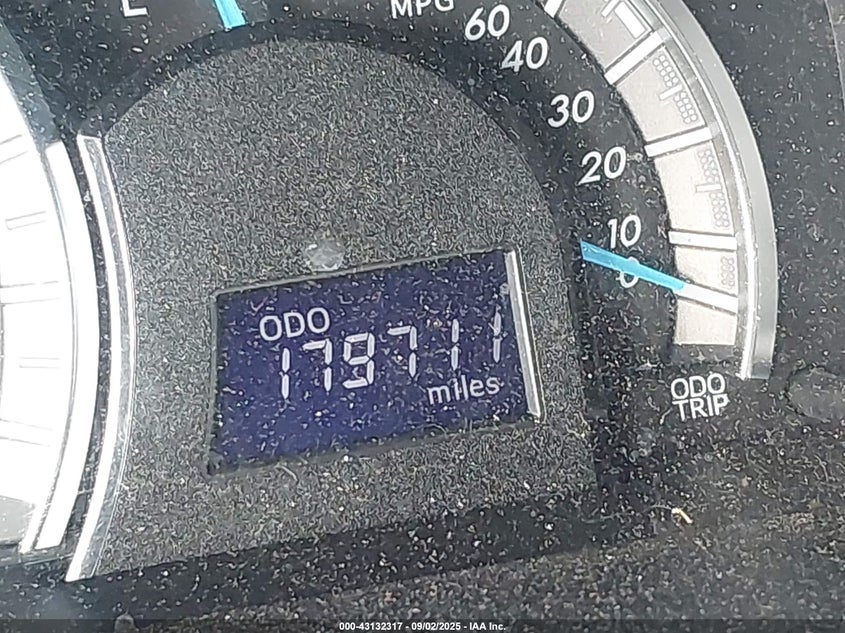 E
MPG
60
40
30
20
10
0
ODO
179711
miles
ODO
TRIP
000-43132317 - 09/02/2025 - IAA Inc.